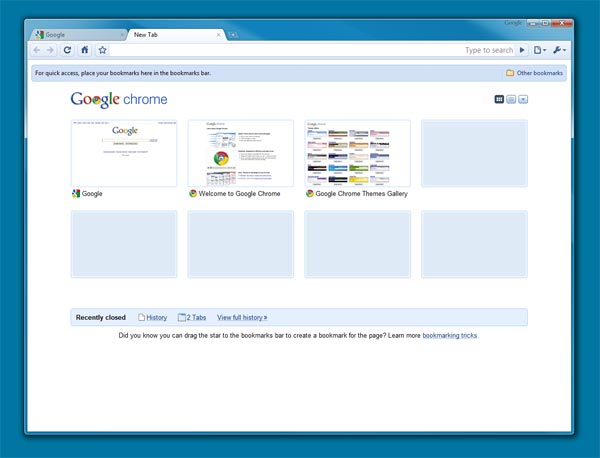 Google
Google
New Tab
Type to search
For quick access, place your bookmarks here in the bookmarks bar.
Other bookmarks
Google chrome
Google
Google
Welcome to Google Chrome
Google Chrome Themes Gallery
Recently closed
History
2 Tabs
View full history »
Did you know you can drag the star to the bookmarks bar to create a bookmark for the page? Learn more bookmarking tricks.